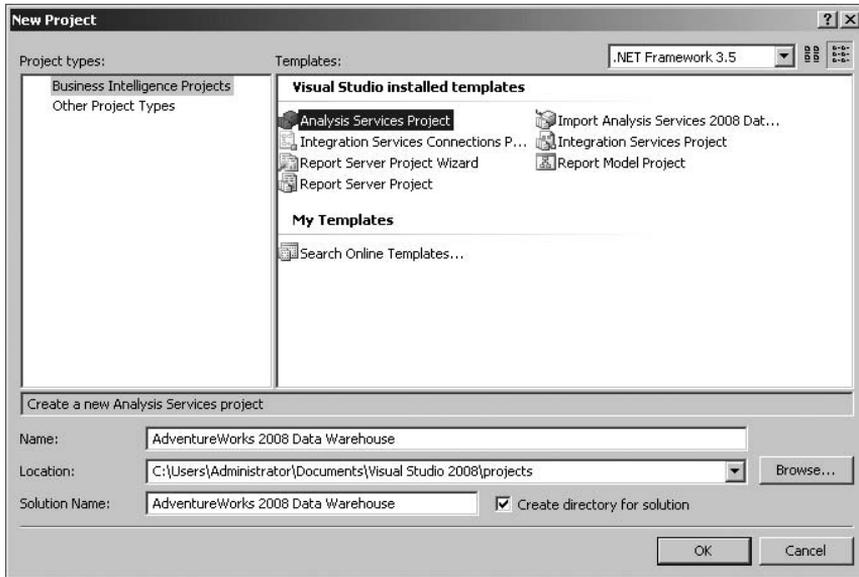 New Project
Project types:
Templates:
.NET Framework 3.5
Business Intelligence Projects
Other Project Types
Visual Studio installed templates
Analysis Services Project
Import Analysis Services 2008 Dat...
Integration Services Connections P...
Integration Services Project
Report Server Project Wizard
Report Model Project
Report Server Project
My Templates
Search Online Templates...
Create a new Analysis Services project
Name:
AdventureWorks 2008 Data Warehouse
Location:
C:\Users\Administrator\Documents\Visual Studio 2008\projects
Browse...
Solution Name:
AdventureWorks 2008 Data Warehouse
Create directory for solution
OK
Cancel